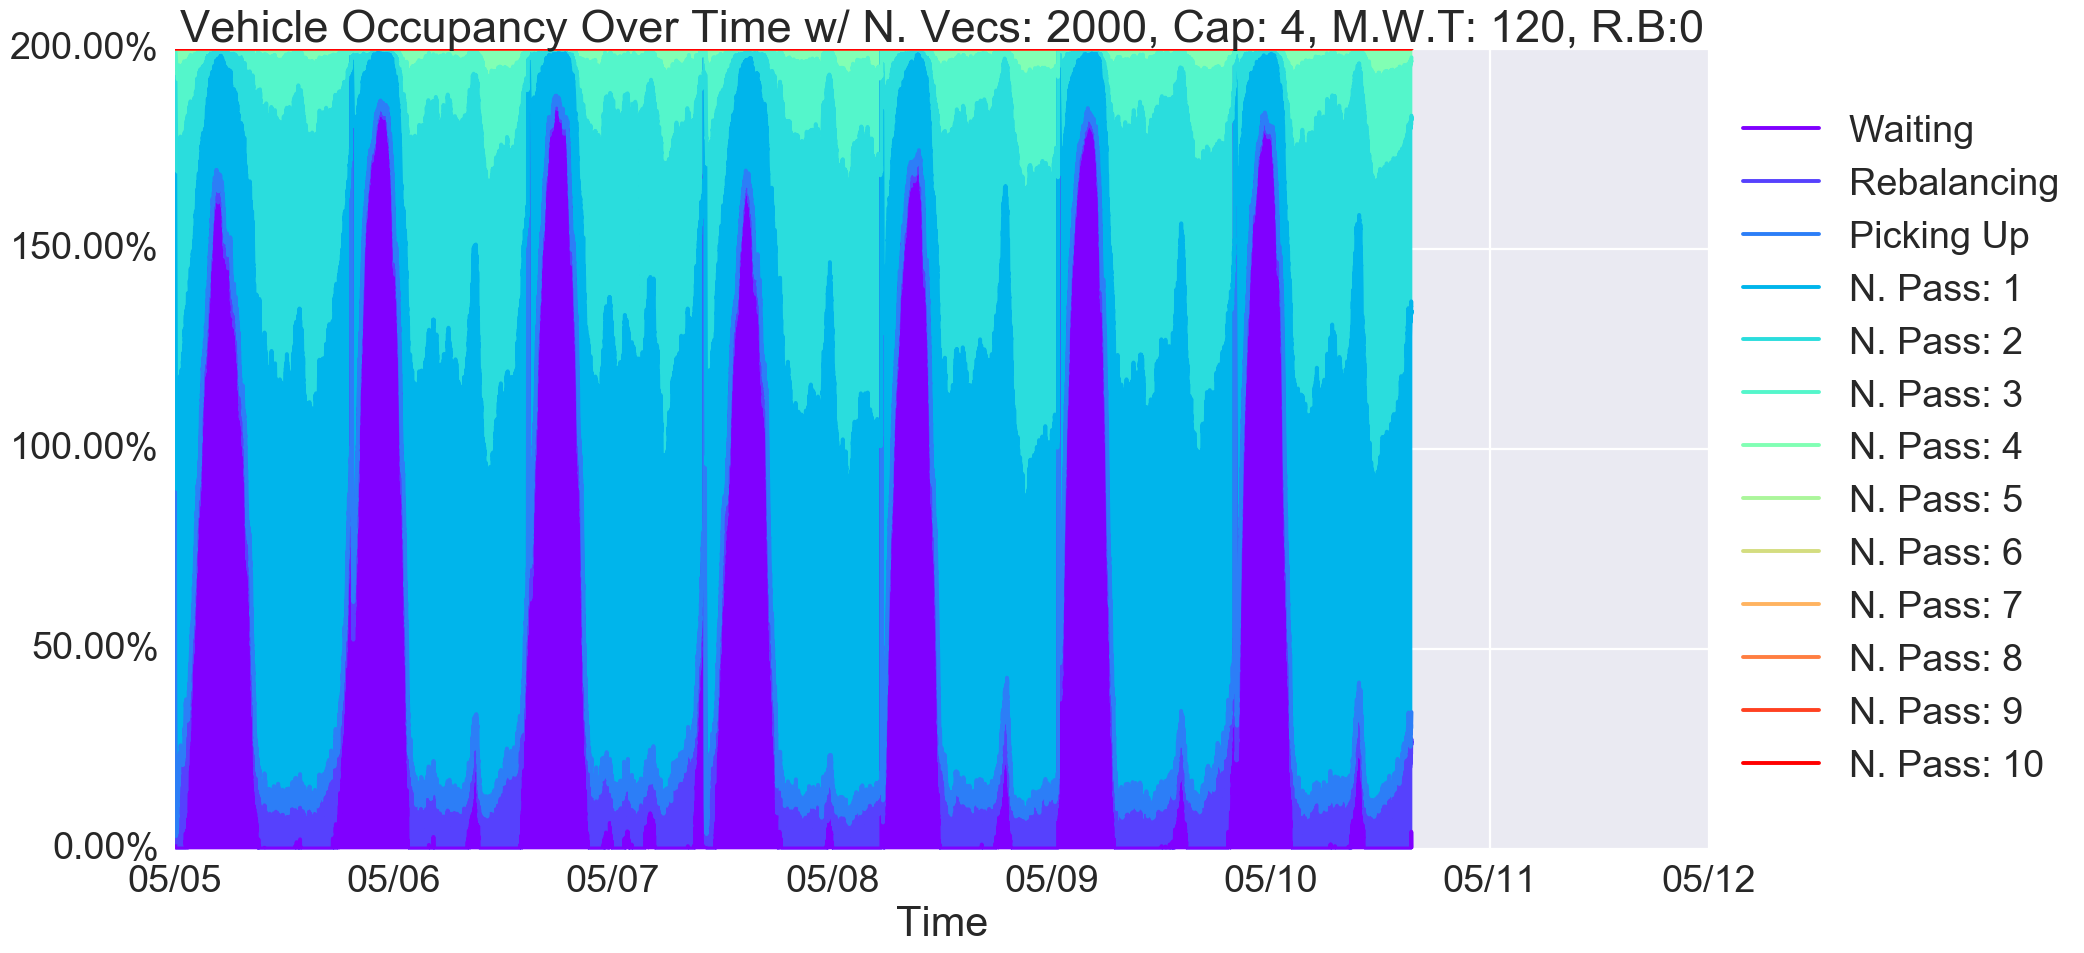 Vehicle Occupancy Over Time w/ N. Vecs: 2000, Cap: 4, M.W.T: 120, R.B:0
200.00%
150.00%
100.00%
50.00%
0.00%
05/05 05/06 05/07 05/08 05/09 05/10 05/11 05/12
Time
Waiting
Rebalancing
Picking Up
N. Pass: 1
N. Pass: 2
N. Pass: 3
N. Pass: 4
N. Pass: 5
N. Pass: 6
N. Pass: 7
N. Pass: 8
N. Pass: 9
N. Pass: 10